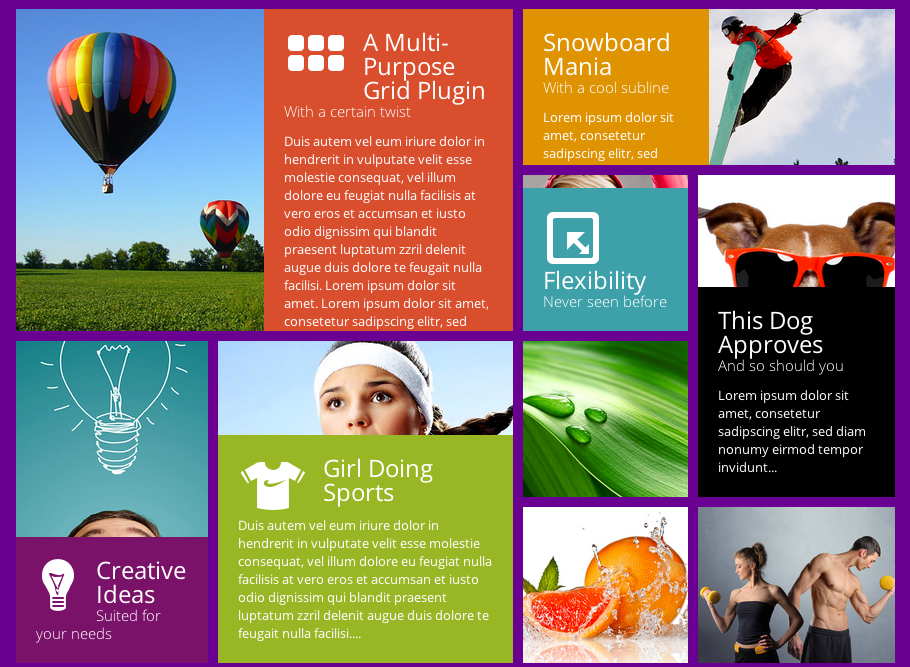 A Multi-
Purpose
Grid Plugin
With a certain twist
Duis autem vel eum iriure dolor in
hendrerit in vulputate velit esse
molestie consequat, vel illum
dolore eu feugiat nulla facilisis at
vero eros et accumsan et iusto
odio dignissim qui blandit
praesent luptatum zzril delenit
augue duis dolore te feugait nulla
facilisi. Lorem ipsum dolor sit
amet. Lorem ipsum dolor sit amet,
consetetur sadipscing elitr, sed
Snowboard
Mania
With a cool subline
Lorem ipsum dolor sit
amet, consetetur
sadipscing elitr, sed
Flexibility
Never seen before
This Dog
Approves
And so should you
Lorem ipsum dolor sit
amet, consetetur
sadipscing elitr, sed diam
nonumy eirmod tempor
invidunt...
Creative
Ideas
Suited for
your needs
Girl Doing
Sports
Duis autem vel eum iriure dolor in
hendrerit in vulputate velit esse molestie
consequat, vel illum dolore eu feugiat nulla
facilisis at vero eros et accumsan et iusto
odio dignissim qui blandit praesent
luptatum zzril delenit augue duis dolore te
feugait nulla facilisi....